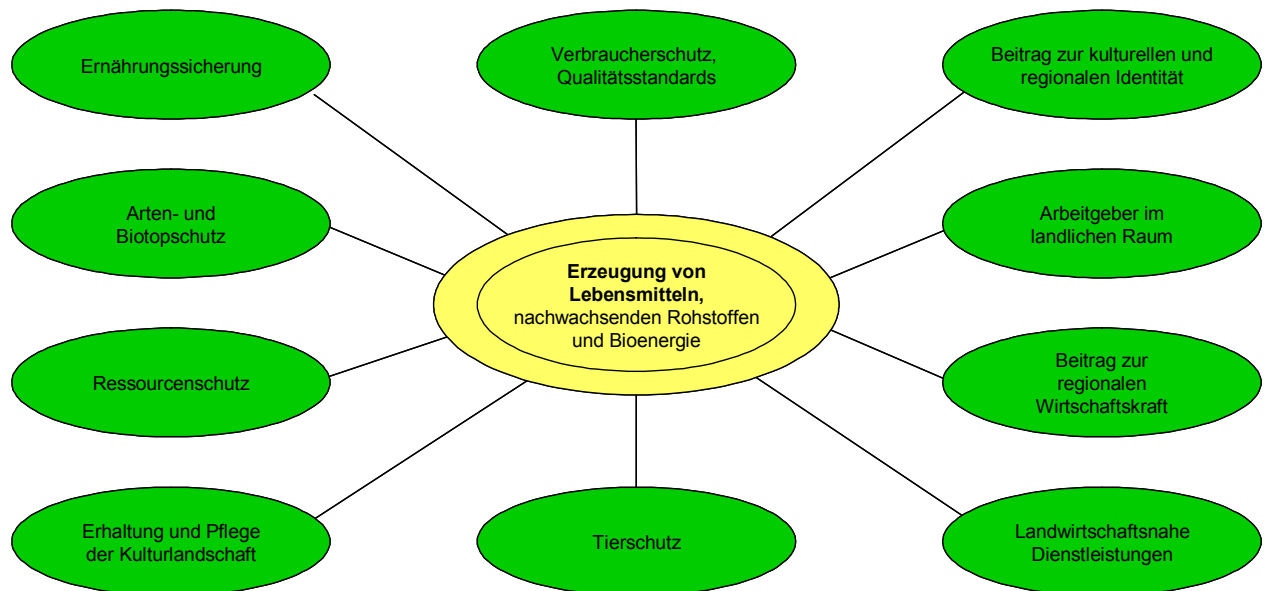 Ernährungssicherung
Verbraucherschutz,
Qualitätsstandards
Beitrag zur kulturellen und
regionalen Identität
Arten- und
Biotopschutz
Arbeitgeber im
landlichen Raum
Erzeugung von
Lebensmitteln,
nachwachsenden Rohstoffen
und Bioenergie
Ressourcenschutz
Beitrag zur
regionalen
Wirtschaftskraft
Erhaltung und Pflege
der Kulturlandschaft
Tierschutz
Landwirtschaftsnahe
Dienstleistungen